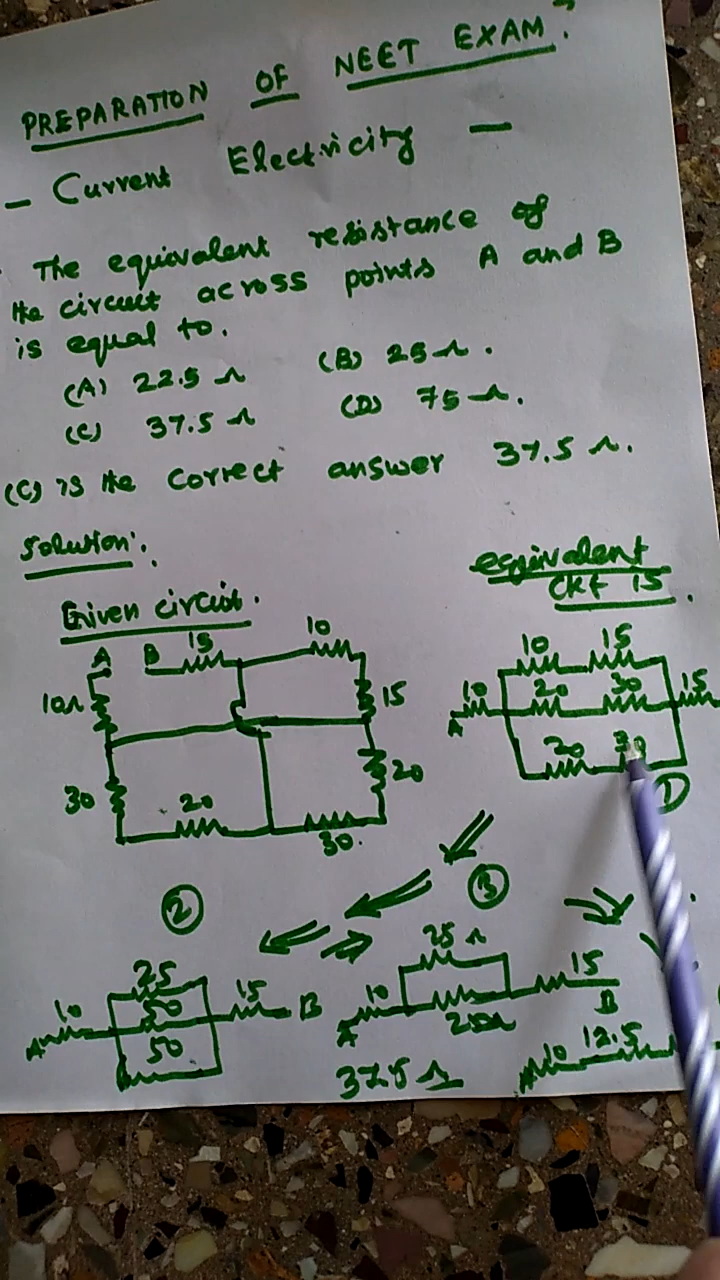 PREPARATION OF NEET EXAM?
- Current Electricity -
The equivalent resistance of
the circuit across points A and B
is equal to.
(A) 22.5 Ω (B) 25 Ω.
(C) 37.5 Ω (D) 75 Ω.
(C) is the correct answer 37.5 Ω.
Solution:.
equivalent
Ckt is.
Given circuit.
A B 15 10
10Ω 15
30 20 20
30.
10 15
10 20 30 15
A 20 30
①
② ③
25 Ω
25
10 50 15 B
A 50
10 15
A 25Ω B
37.5 Ω
A 10 12.5